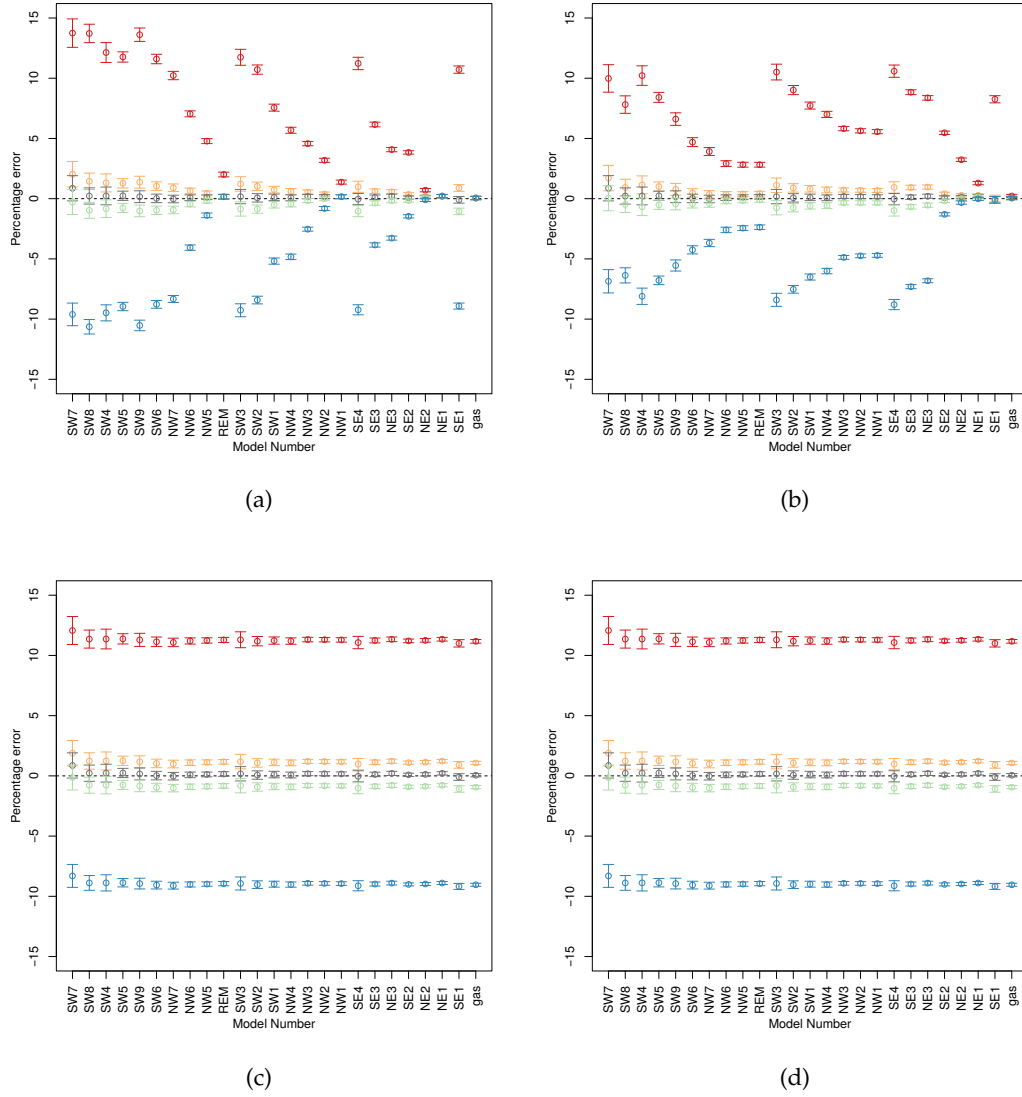 15
10
5
0
−5
−10
−15
Percentage error
SW7 SW8 SW4 SW5 SW9 SW6 NW7 NW6 NW5 REM SW3 SW2 SW1 NW4 NW3 NW2 NW1 SE4 SE3 NE3 SE2 NE2 NE1 SE1 gas
Model Number
(a)
15
10
5
0
−5
−10
−15
Percentage error
SW7 SW8 SW4 SW5 SW9 SW6 NW7 NW6 NW5 REM SW3 SW2 SW1 NW4 NW3 NW2 NW1 SE4 SE3 NE3 SE2 NE2 NE1 SE1 gas
Model Number
(b)
15
10
5
0
−5
−10
−15
Percentage error
SW7 SW8 SW4 SW5 SW9 SW6 NW7 NW6 NW5 REM SW3 SW2 SW1 NW4 NW3 NW2 NW1 SE4 SE3 NE3 SE2 NE2 NE1 SE1 gas
Model Number
(c)
15
10
5
0
−5
−10
−15
Percentage error
SW7 SW8 SW4 SW5 SW9 SW6 NW7 NW6 NW5 REM SW3 SW2 SW1 NW4 NW3 NW2 NW1 SE4 SE3 NE3 SE2 NE2 NE1 SE1 gas
Model Number
(d)